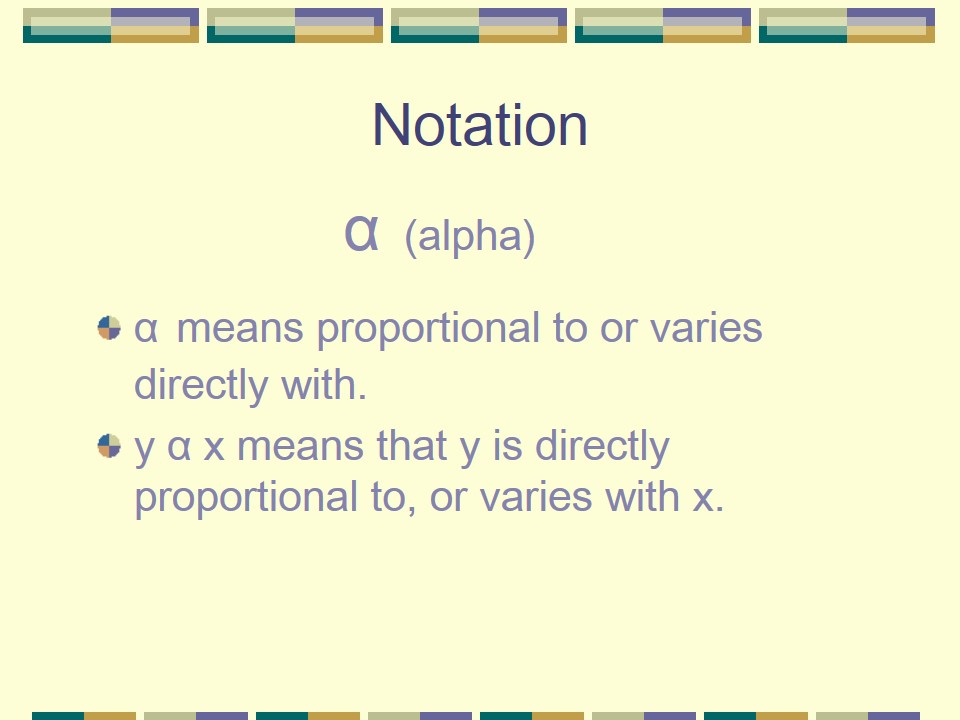 Notation
α (alpha)
α means proportional to or varies
directly with.
y α x means that y is directly
proportional to, or varies with x.